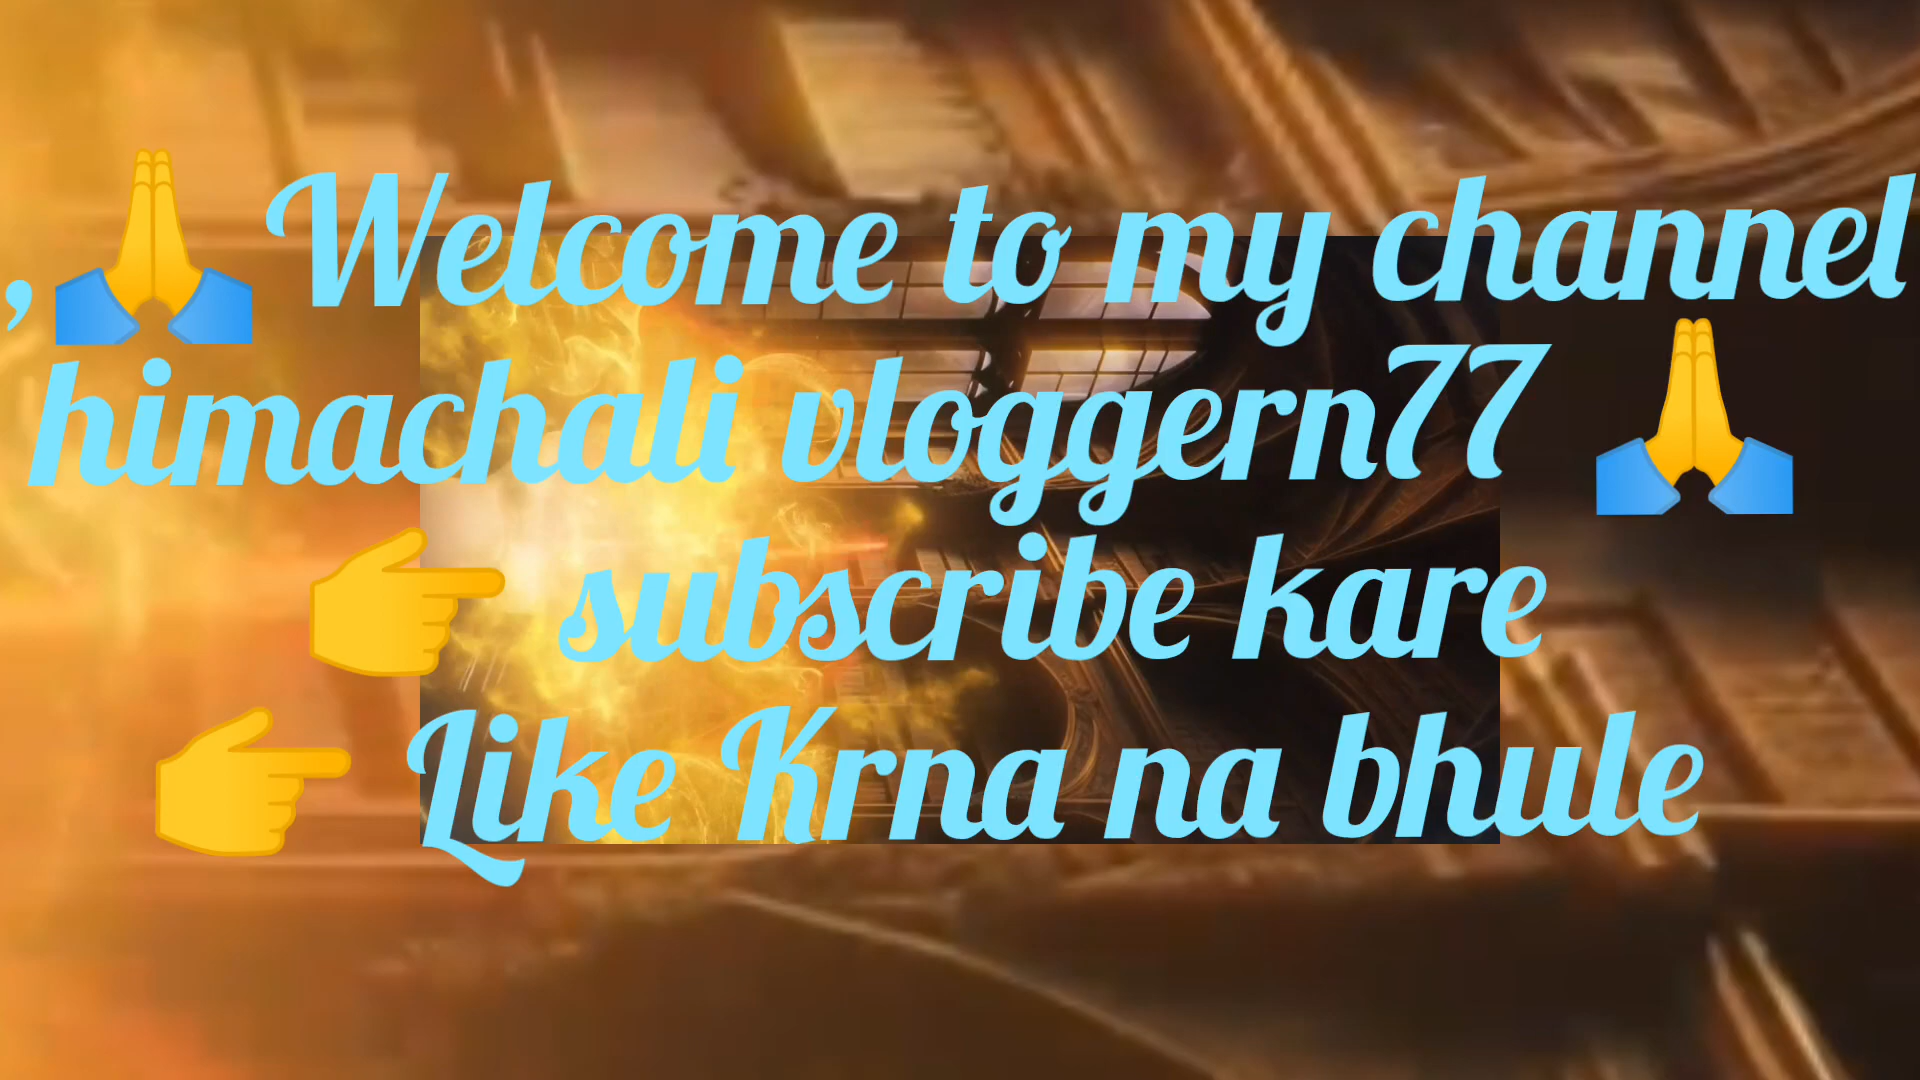 ,🙏Welcome to my channel
himachali vloggern77 🙏
👉 subscribe kare
👉 Like Krna na bhule